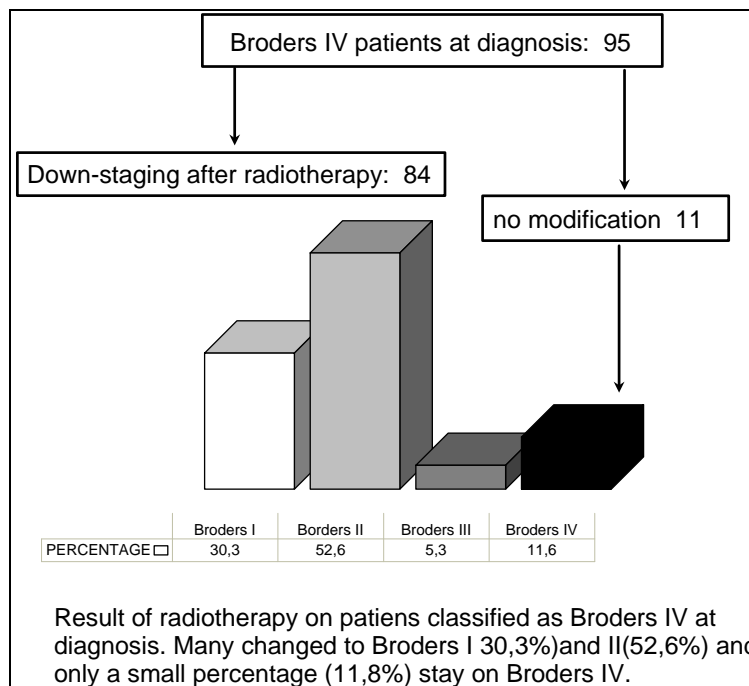 Broders IV patients at diagnosis: 95
Down-staging after radiotherapy: 84
no modification 11
Broders I Borders II Broders III Broders IV
PERCENTAGE 30,3 52,6 5,3 11,6
Result of radiotherapy on patiens classified as Broders IV at
diagnosis. Many changed to Broders I 30,3%)and II(52,6%) and
only a small percentage (11,8%) stay on Broders IV.